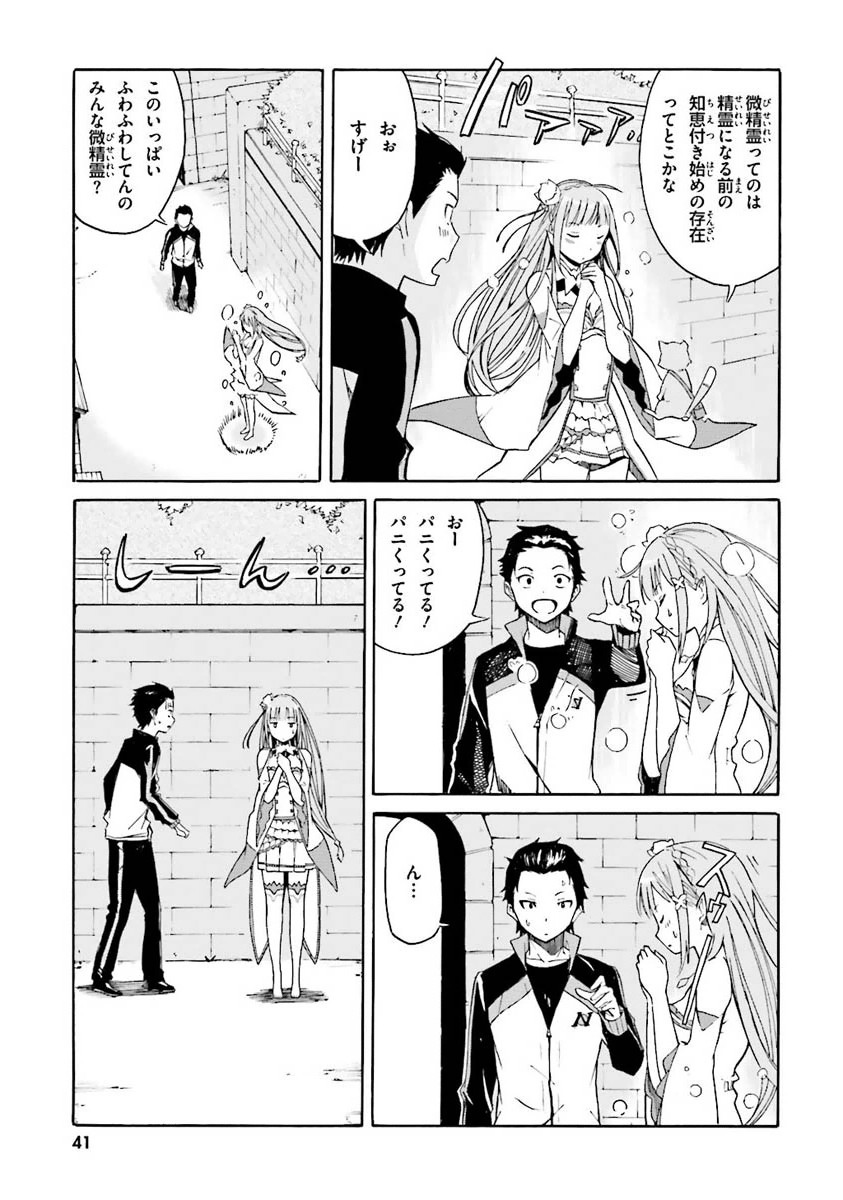 微精霊ってのは
精霊になる前の
知恵付き始めの存在
ってとこかな
パァァァァ…
おぉ
すげー
このいっぱい
ふわふわしてんの
みんな微精霊?
おー
パニくってる!
パニくってる!
スゥッ
ん…
しーん…
N
N
41